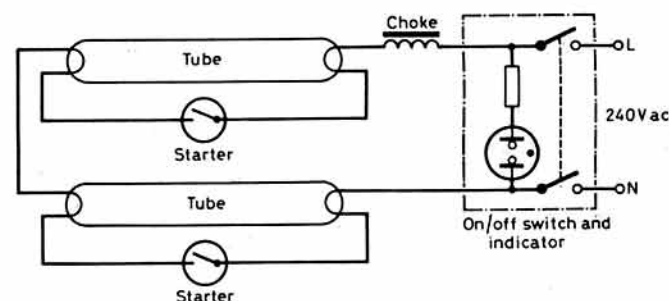 Choke
Tube
L
Starter
240V ac
Tube
N
On/off switch and
indicator
Starter